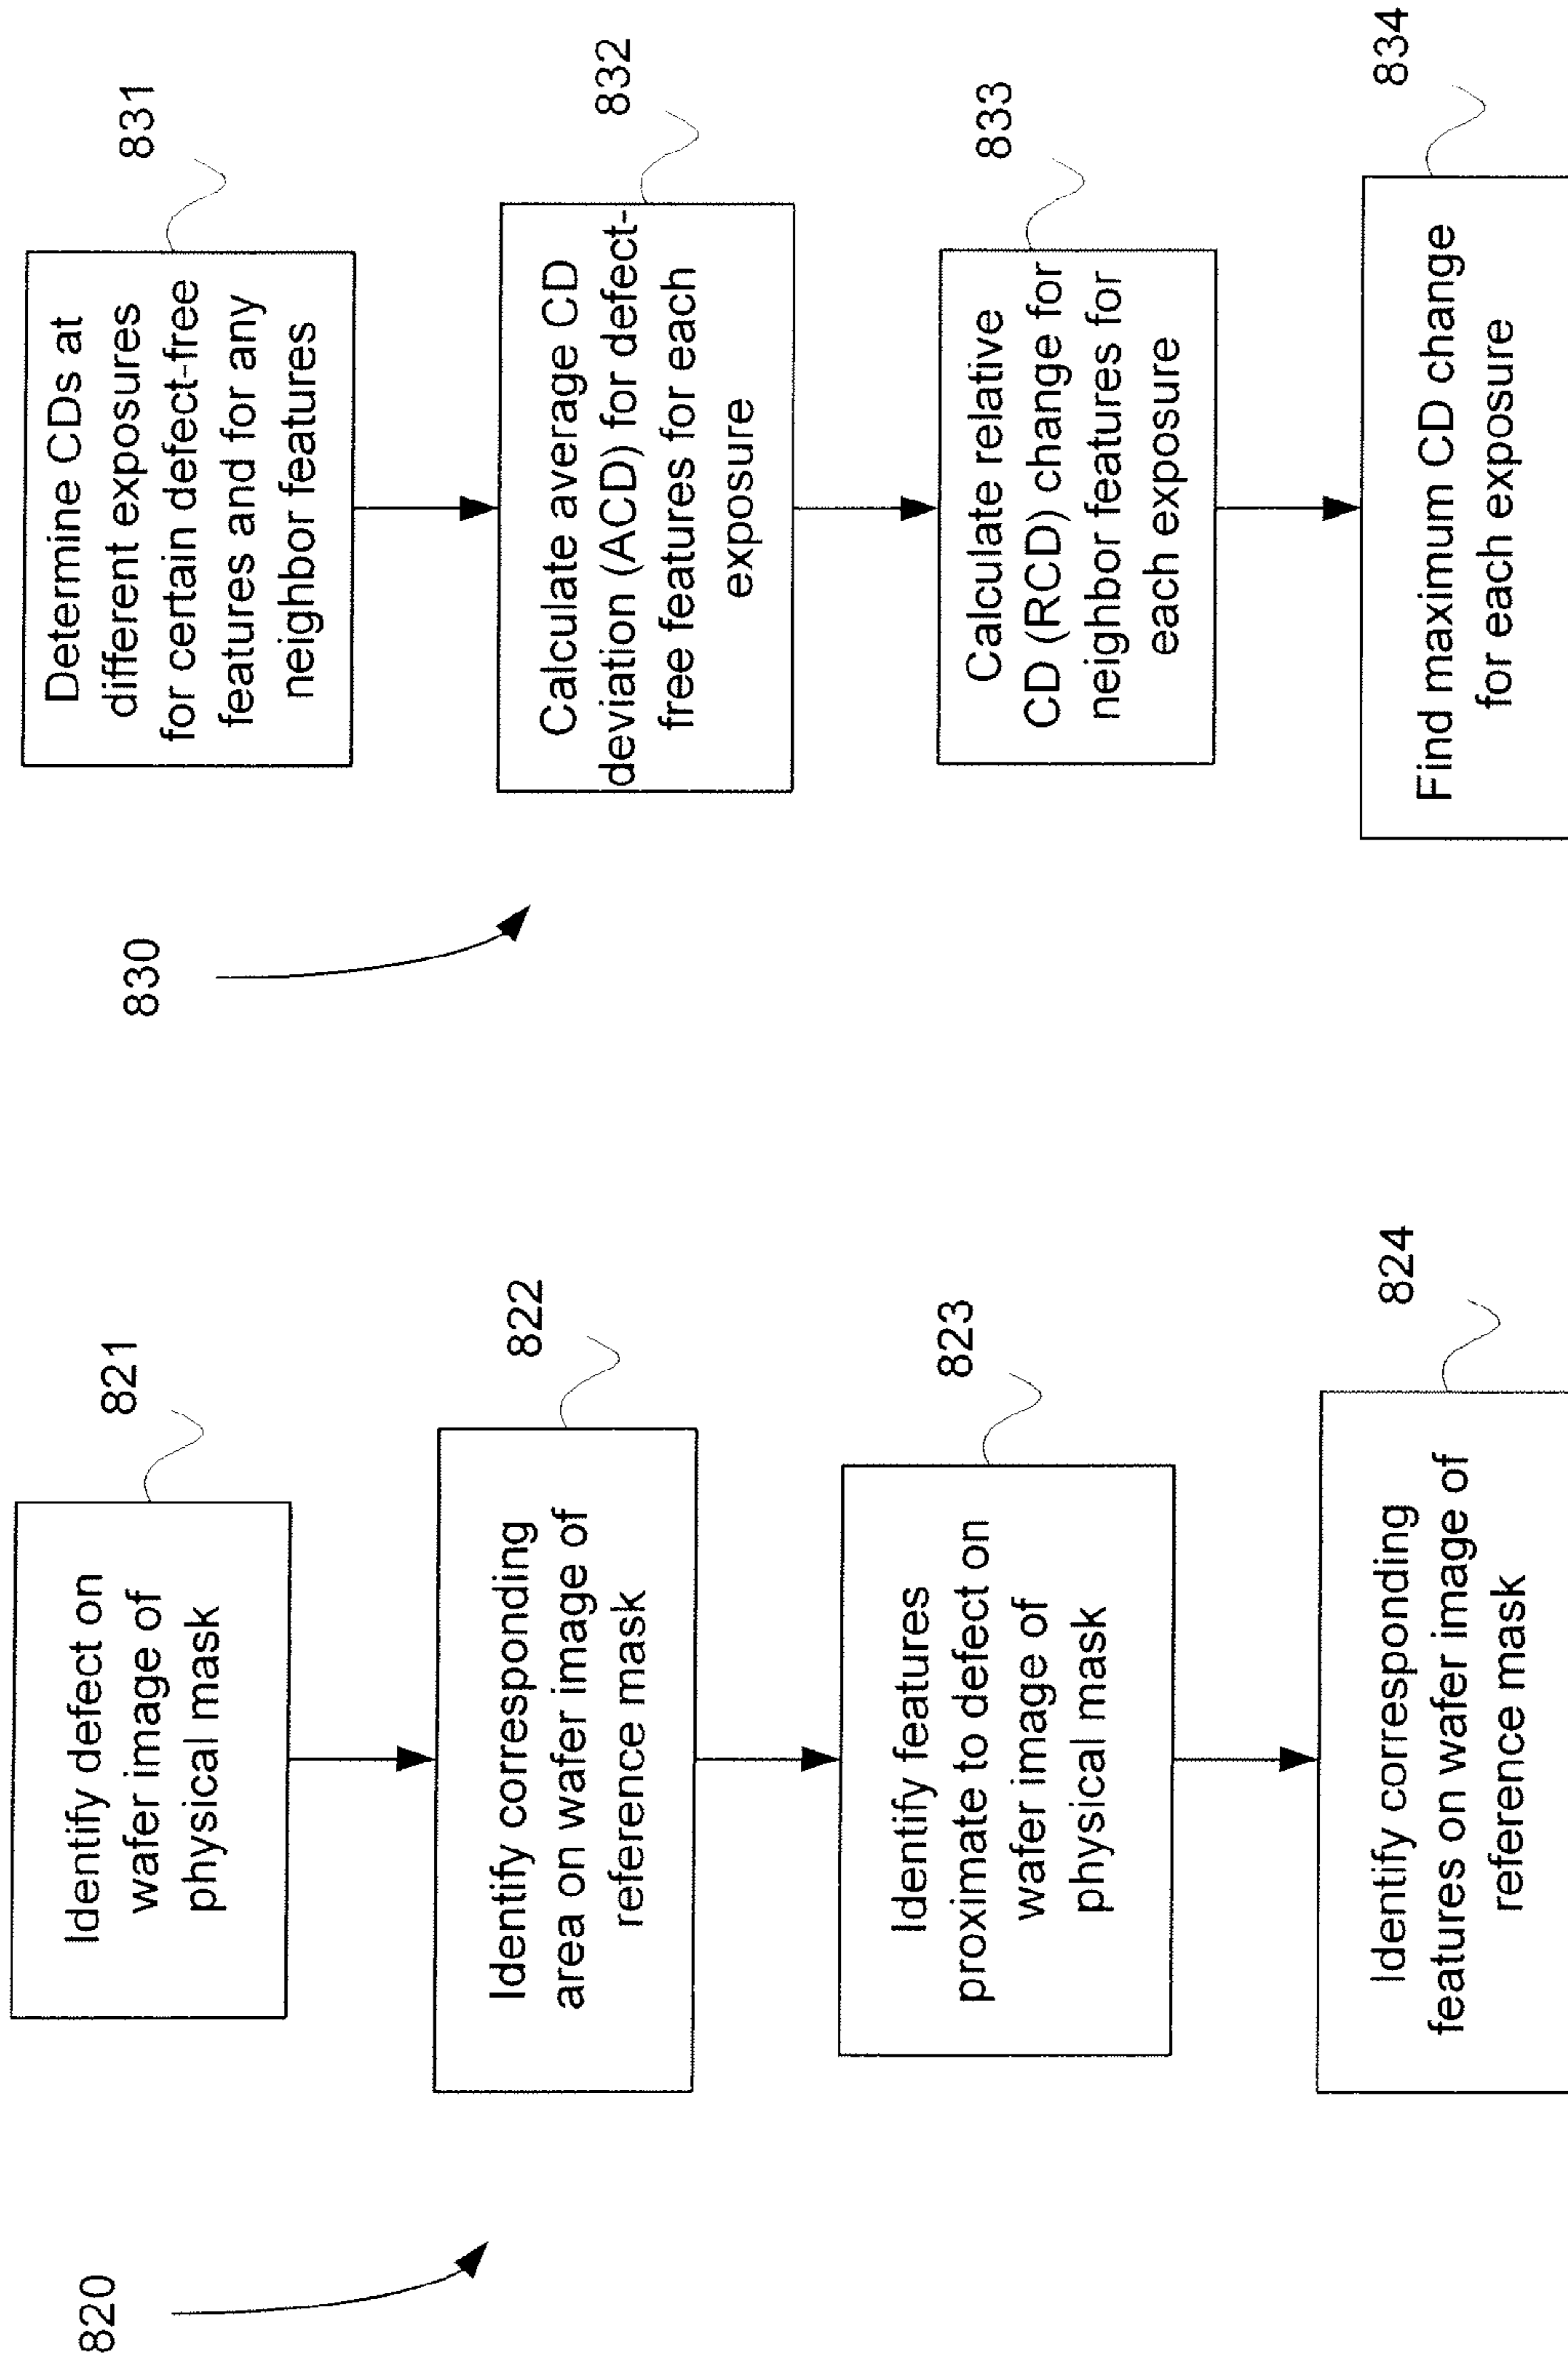 820
Identify defect on
wafer image of
physical mask
821
Identify corresponding
area on wafer image of
reference mask
822
Identify features
proximate to defect on
wafer image of
physical mask
823
Identify corresponding
features on wafer image of
reference mask
824
830
Determine CDs at
different exposures
for certain defect-free
features and for any
neighbor features
831
Calculate average CD
deviation (ACD) for defect-
free features for each
exposure
832
Calculate relative
CD (RCD) change for
neighbor features for
each exposure
833
Find maximum CD change
for each exposure
834